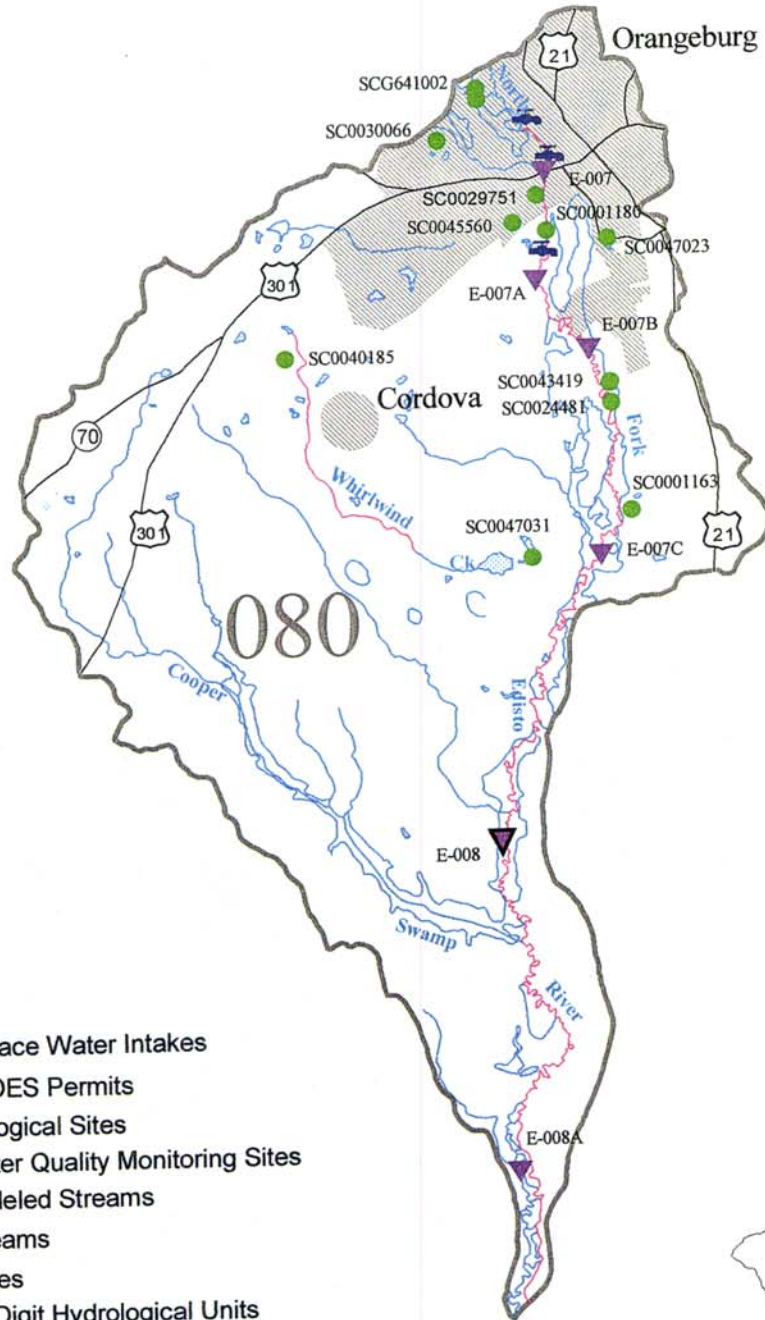 Orangeburg
21
SCG641002
North
SC0030066
E-007
SC0029751
SC0001180
SC0045560
SC0047023
301
E-007A
E-007B
SC0040185
SC0043419
Cordova
SC0024481
70
Fork
Whirlwind
SC0001163
301
SC0047031
21
Ck
E-007C
080
Cooper
Edisto
E-008
Swamp
River
ace Water Intakes
DES Permits
E-008A
ogical Sites
ter Quality Monitoring Sites
deled Streams
eams
es
Digit Hydrological Units